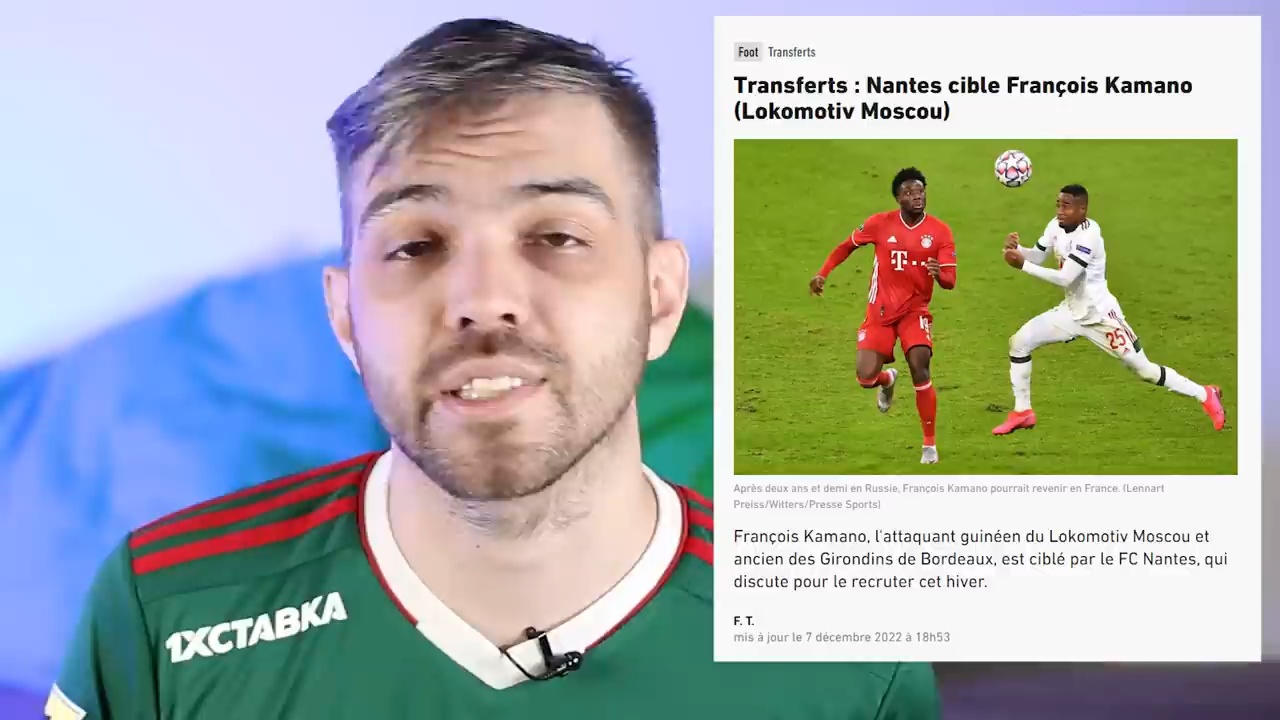 Foot Transferts
Transferts : Nantes cible François Kamano
(Lokomotiv Moscou)
T
19
25
Après deux ans et demi en Russie, François Kamano pourrait revenir en France. (Lennart
Preiss/Witters/Presse Sports)
François Kamano, l'attaquant guinéen du Lokomotiv Moscou et
ancien des Girondins de Bordeaux, est ciblé par le FC Nantes, qui
discute pour le recruter cet hiver.
F. T.
mis à jour le 7 décembre 2022 à 18h53
1XСТАВКА